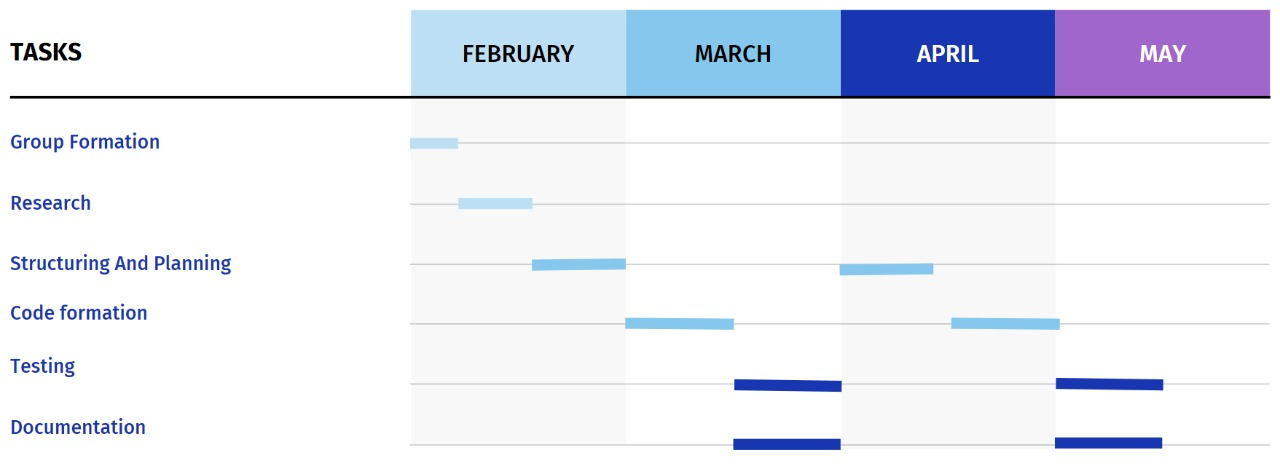 TASKS
FEBRUARY
MARCH
APRIL
MAY
Group Formation
Research
Structuring And Planning
Code formation
Testing
Documentation